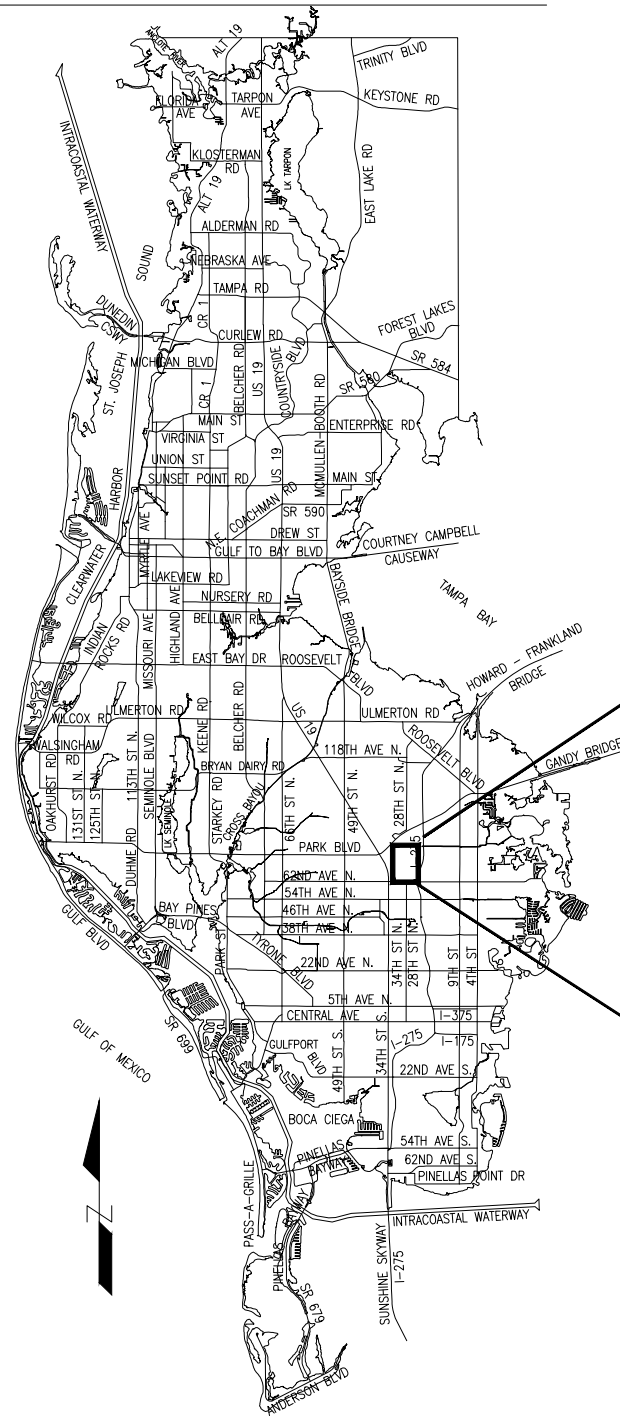 ANCLOTE RIVER
ALT 19
TRINITY BLVD
KEYSTONE RD
FLORIDA
AVE
TARPON
AVE
KLOSTERMAN
RD
LK TARPON
EAST LAKE RD
ALT 19
INTRACOASTAL WATERWAY
ALDERMAN RD
NEBRASKA AVE
TAMPA RD
SOUND
DUNEDIN
CSWY
CR 1
CURLEW RD
FOREST LAKES
BLVD
SR 584
MICHIGAN BLVD
ST. JOSEPH
CR 1
BELCHER RD
US 19
COUNTRYSIDE
BLVD
SR 580
MCMULLEN-BOOTH RD
MAIN ST
ENTERPRISE RD
VIRGINIA ST
UNION ST
US 19
SUNSET POINT RD
MAIN ST
HARBOR
N.E. COACHMAN RD
SR 590
DREW ST
COURTNEY CAMPBELL
CAUSEWAY
GULF TO BAY BLVD
MYRTLE AVE
CLEARWATER
LAKEVIEW RD
NURSERY RD
BELLEAIR RD
BAYSIDE BRIDGE
TAMPA BAY
INDIAN
ROCKS RD
MISSOURI AVE
HIGHLAND AVE
EAST BAY DR
ROOSEVELT
BLVD
HOWARD - FRANKLAND
BRIDGE
ULMERTON RD
WILCOX RD
WALSINGHAM
RD
KEENE RD
BELCHER RD
US 19
ULMERTON RD
ROOSEVELT BLVD
118TH AVE N.
GANDY BRIDGE
OAKHURST RD
131ST ST N.
125TH ST N.
113TH ST N.
SEMINOLE BLVD
LK SEMINOLE
BRYAN DAIRY RD
STARKEY RD
CROSS BAYOU
66TH ST N.
49TH ST N.
28TH ST N.
I-275
DUHME RD
PARK BLVD
62ND AVE N.
54TH AVE N.
46TH AVE N.
38TH AVE N.
GULF BLVD
BAY PINES
BLVD
PARK ST
TYRONE BLVD
22ND AVE N.
34TH ST N.
28TH ST N.
9TH ST
4TH ST
5TH AVE N.
CENTRAL AVE
I-375
SR 699
GULFPORT
BLVD
49TH ST S.
34TH ST S.
I-275
I-175
22ND AVE S.
GULF OF MEXICO
BOCA CIEGA
54TH AVE S.
62ND AVE S.
PINELLAS
BAYWAY
PINELLAS POINT DR
N
PASS-A-GRILLE
PINELLAS
BAYWAY
INTRACOASTAL WATERWAY
SUNSHINE SKYWAY
I-275
SR 679
ANDERSON BLVD